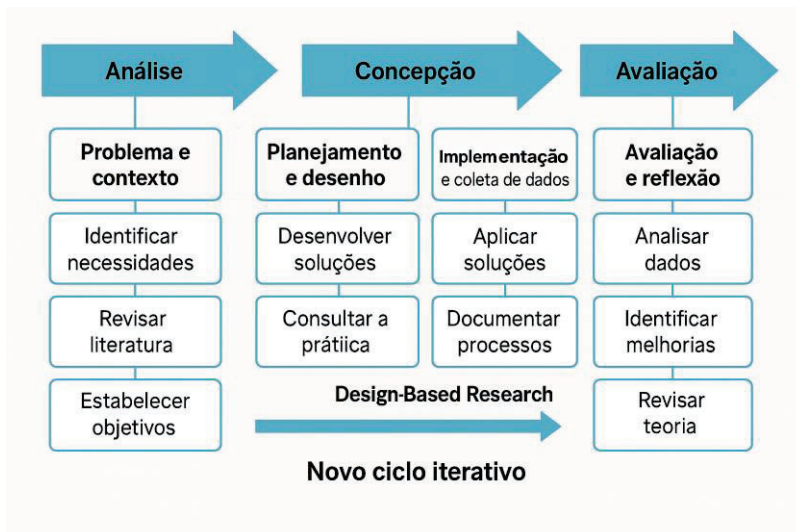 Análise
Concepção
Avaliação
Problema e
contexto
Identificar
necessidades
Revisar
literatura
Estabelecer
objetivos
Planejamento
e desenho
Desenvolver
soluções
Consultar a
prátiica
Implementação
e coleta de dados
Aplicar
soluções
Documentar
processos
Avaliação
e reflexão
Analisar
dados
Identificar
melhorias
Revisar
teoria
Design-Based Research
Novo ciclo iterativo